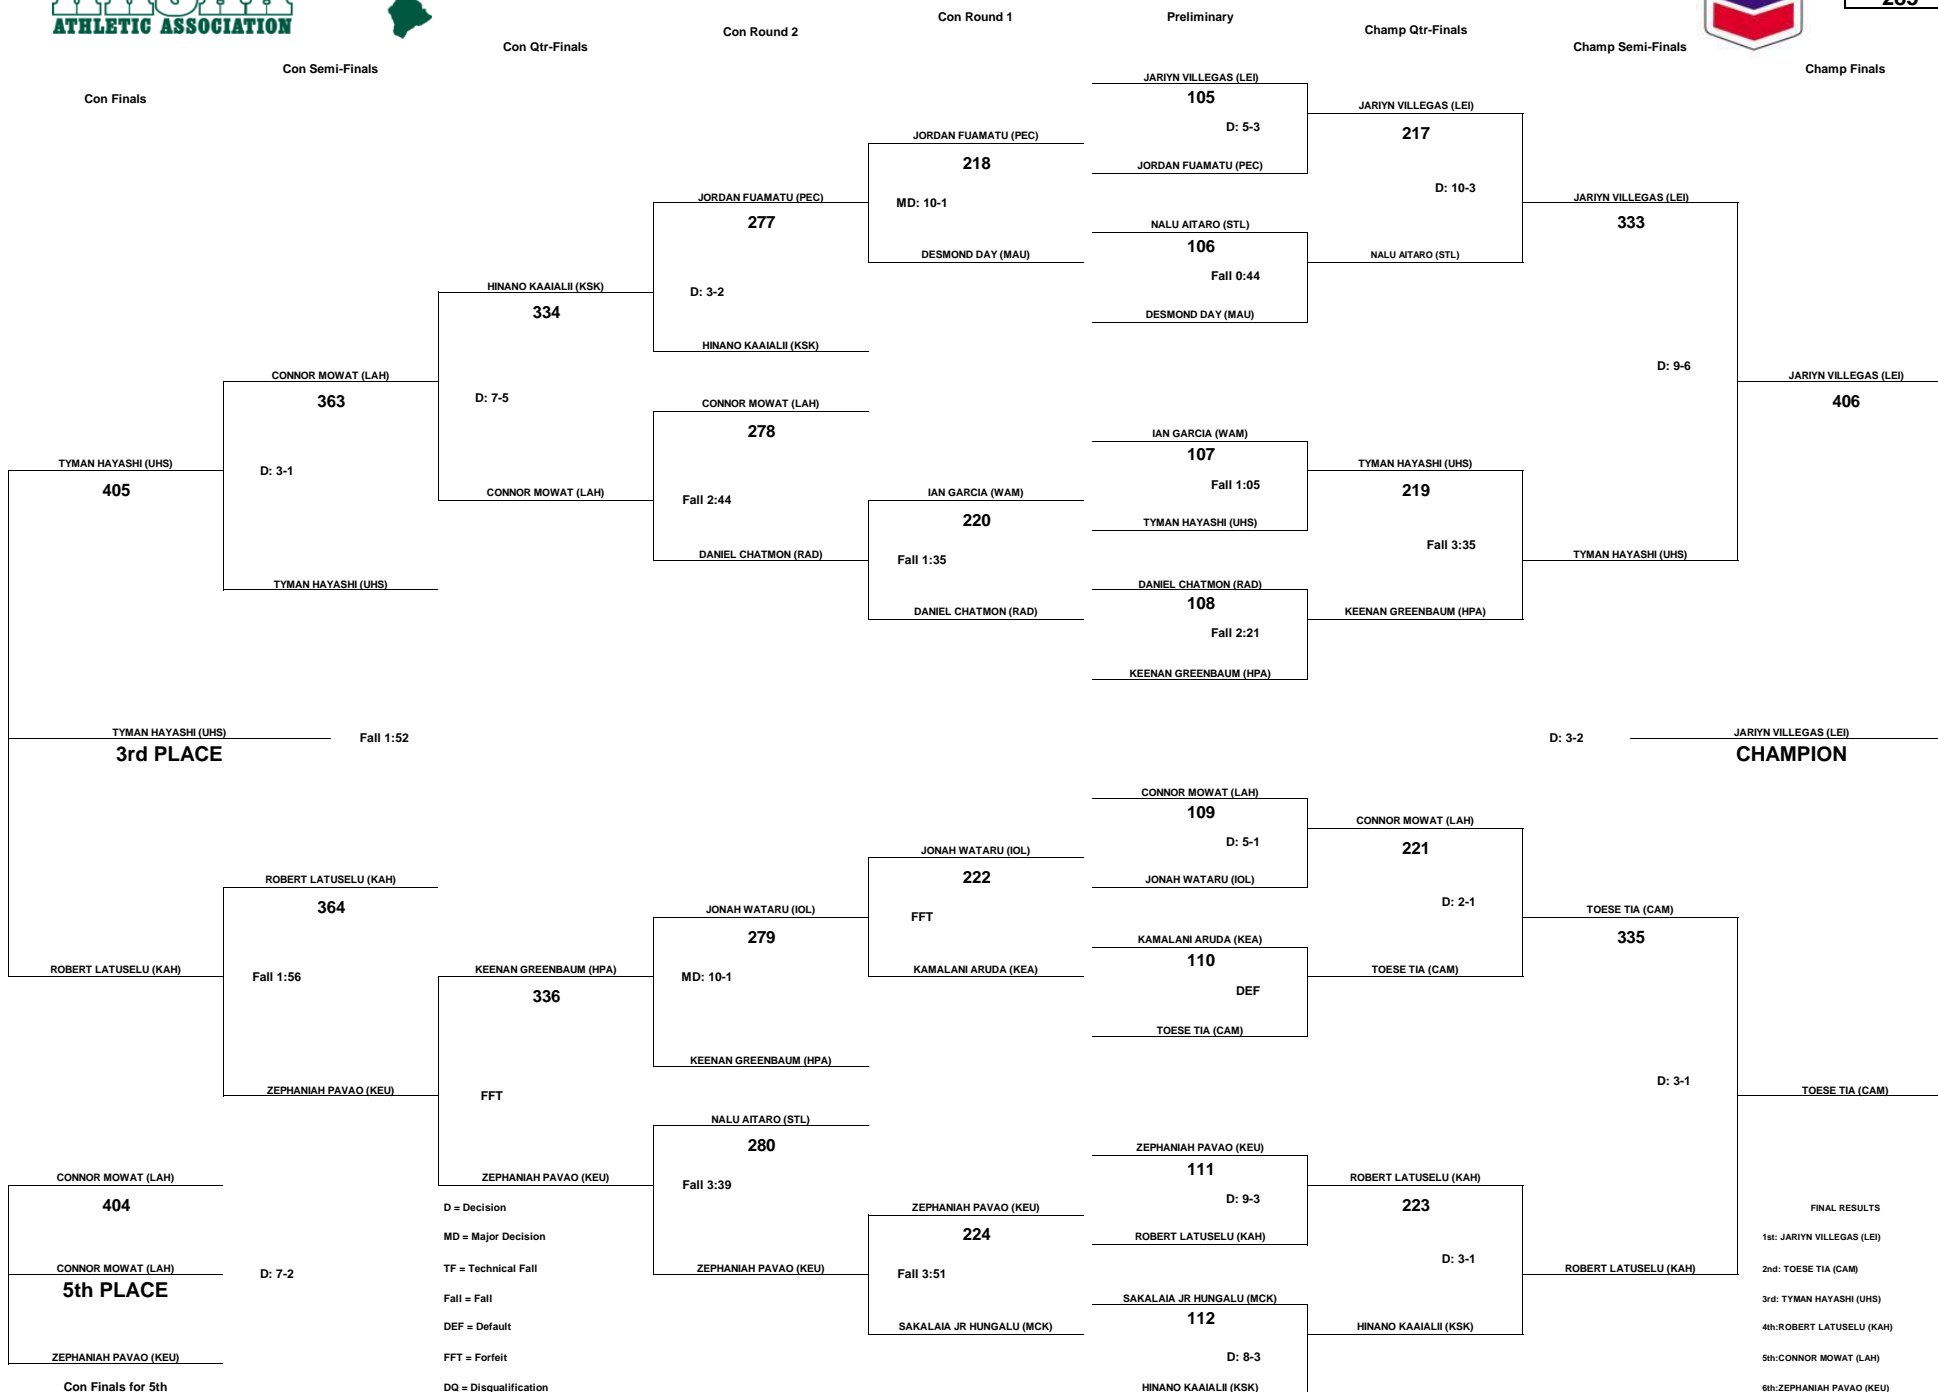 ATHLETIC ASSOCIATION
Con Finals
Con Semi-Finals
Con Qtr-Finals
Con Round 2
Con Round 1
Preliminary
Champ Qtr-Finals
Champ Semi-Finals
Champ Finals
JARIYN VILLEGAS (LEI)
105
D: 5-3
JORDAN FUAMATU (PEC)
NALU AITARO (STL)
106
Fall 0:44
DESMOND DAY (MAU)
IAN GARCIA (WAM)
107
Fall 1:05
TYMAN HAYASHI (UHS)
DANIEL CHATMON (RAD)
108
Fall 2:21
KEENAN GREENBAUM (HPA)
CONNOR MOWAT (LAH)
109
D: 5-1
JONAH WATARU (IOL)
KAMALANI ARUDA (KEA)
110
DEF
TOESE TIA (CAM)
ZEPHANIAH PAVAO (KEU)
111
D: 9-3
ROBERT LATUSELU (KAH)
SAKALAIA JR HUNGALU (MCK)
112
D: 8-3
HINANO KAAIALII (KSK)
JARIYN VILLEGAS (LEI)
217
D: 10-3
NALU AITARO (STL)
TYMAN HAYASHI (UHS)
219
Fall 3:35
KEENAN GREENBAUM (HPA)
CONNOR MOWAT (LAH)
221
D: 2-1
TOESE TIA (CAM)
ROBERT LATUSELU (KAH)
223
D: 3-1
HINANO KAAIALII (KSK)
JARIYN VILLEGAS (LEI)
333
D: 9-6
TYMAN HAYASHI (UHS)
TOESE TIA (CAM)
335
D: 3-1
ROBERT LATUSELU (KAH)
JARIYN VILLEGAS (LEI)
406
D: 3-2
JARIYN VILLEGAS (LEI)
CHAMPION
TOESE TIA (CAM)
JORDAN FUAMATU (PEC)
218
MD: 10-1
DESMOND DAY (MAU)
IAN GARCIA (WAM)
220
Fall 1:35
DANIEL CHATMON (RAD)
JONAH WATARU (IOL)
222
FFT
KAMALANI ARUDA (KEA)
ZEPHANIAH PAVAO (KEU)
224
Fall 3:51
SAKALAIA JR HUNGALU (MCK)
JORDAN FUAMATU (PEC)
277
D: 3-2
HINANO KAAIALII (KSK)
CONNOR MOWAT (LAH)
278
Fall 2:44
DANIEL CHATMON (RAD)
JONAH WATARU (IOL)
279
MD: 10-1
KEENAN GREENBAUM (HPA)
NALU AITARO (STL)
280
Fall 3:39
ZEPHANIAH PAVAO (KEU)
HINANO KAAIALII (KSK)
334
D: 7-5
CONNOR MOWAT (LAH)
KEENAN GREENBAUM (HPA)
336
FFT
ZEPHANIAH PAVAO (KEU)
CONNOR MOWAT (LAH)
363
D: 3-1
TYMAN HAYASHI (UHS)
ROBERT LATUSELU (KAH)
364
Fall 1:56
ZEPHANIAH PAVAO (KEU)
TYMAN HAYASHI (UHS)
405
TYMAN HAYASHI (UHS)
3rd PLACE
Fall 1:52
ROBERT LATUSELU (KAH)
CONNOR MOWAT (LAH)
404
CONNOR MOWAT (LAH)
5th PLACE
D: 7-2
ZEPHANIAH PAVAO (KEU)
Con Finals for 5th
D = Decision
MD = Major Decision
TF = Technical Fall
Fall = Fall
DEF = Default
FFT = Forfeit
DQ = Disqualification
FINAL RESULTS
1st: JARIYN VILLEGAS (LEI)
2nd: TOESE TIA (CAM)
3rd: TYMAN HAYASHI (UHS)
4th:ROBERT LATUSELU (KAH)
5th:CONNOR MOWAT (LAH)
6th:ZEPHANIAH PAVAO (KEU)